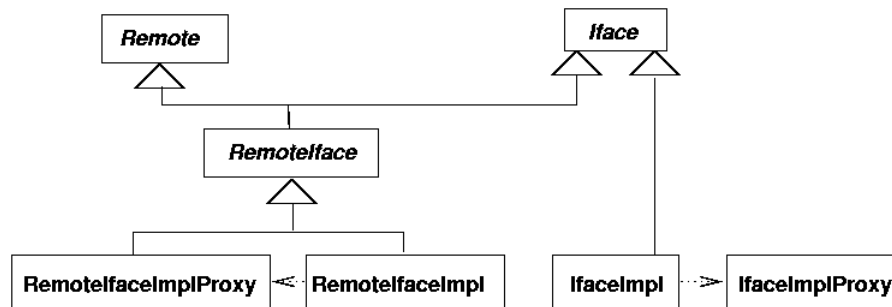 Remote
Iface
RemoteIface
RemoteIfaceImplProxy
RemoteIfaceImpl
IfaceImpl
IfaceImplProxy